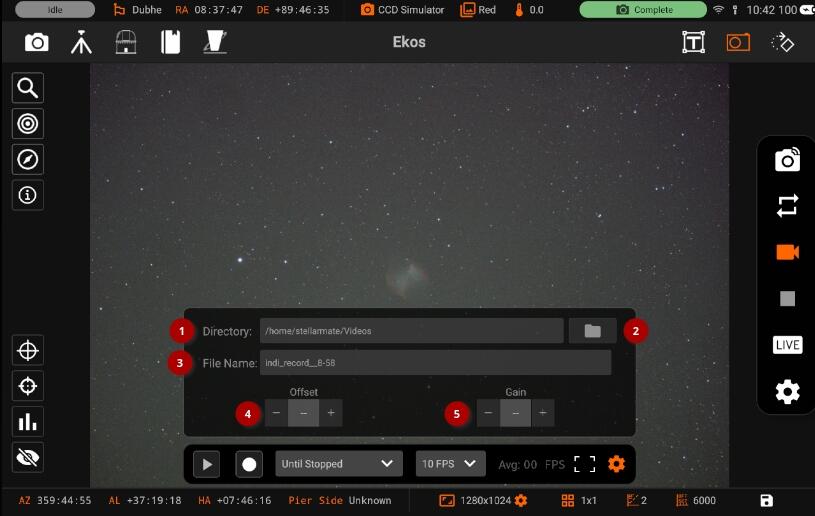 Idle Dubhe RA 08:37:47 DE +89:46:35 CCD Simulator Red 0.0 Complete 10:42 100
Ekos
1 Directory: /home/stellarmate/Videos 2
3 File Name: indi_record__8-58
Offset Gain
4 − -- + 5 − -- +
LIVE
Until Stopped 10 FPS Avg: 00 FPS
AZ 359:44:55 AL +37:19:18 HA +07:46:16 Pier Side Unknown 1280x1024 1x1 2 6000